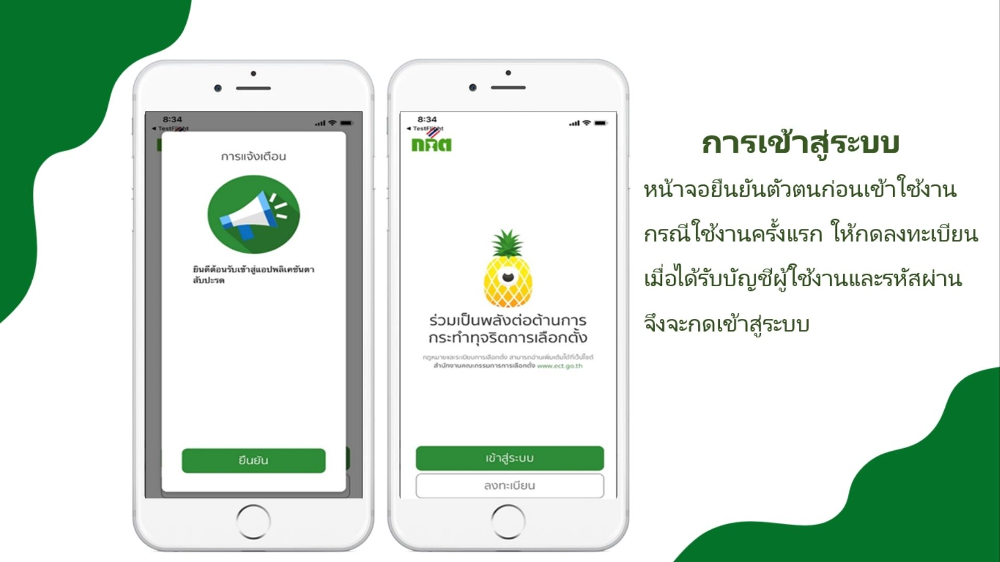 8:34
TestFlight
การแจ้งเตือน
ยินดีต้อนรับเข้าสู่แอปพลิเคชันตา
สับปะรด
ยืนยัน
8:34
TestFlight
กกต
ร่วมเป็นพลังต่อต้านการ
กระทำทุจริตการเลือกตั้ง
กฎหมายและระเบียบการเลือกตั้ง สามารถอ่านเพิ่มเติมได้ที่เว็ปไซต์
สำนักงานคณะกรรมการการเลือกตั้ง www.ect.go.th
เข้าสู่ระบบ
ลงทะเบียน
การเข้าสู่ระบบ
หน้าจอยืนยันตัวตนก่อนเข้าใช้งาน
กรณีใช้งานครั้งแรก ให้กดลงทะเบียน
เมื่อได้รับบัญชีผู้ใช้งานและรหัสผ่าน
จึงจะกดเข้าสู่ระบบ